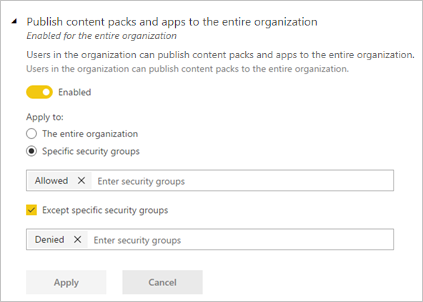 Publish content packs and apps to the entire organization
Enabled for the entire organization
Users in the organization can publish content packs and apps to the entire organization.
Users in the organization can publish content packs to the entire organization.
Enabled
Apply to:
The entire organization
Specific security groups
Allowed Enter security groups
Except specific security groups
Denied Enter security groups
Apply Cancel